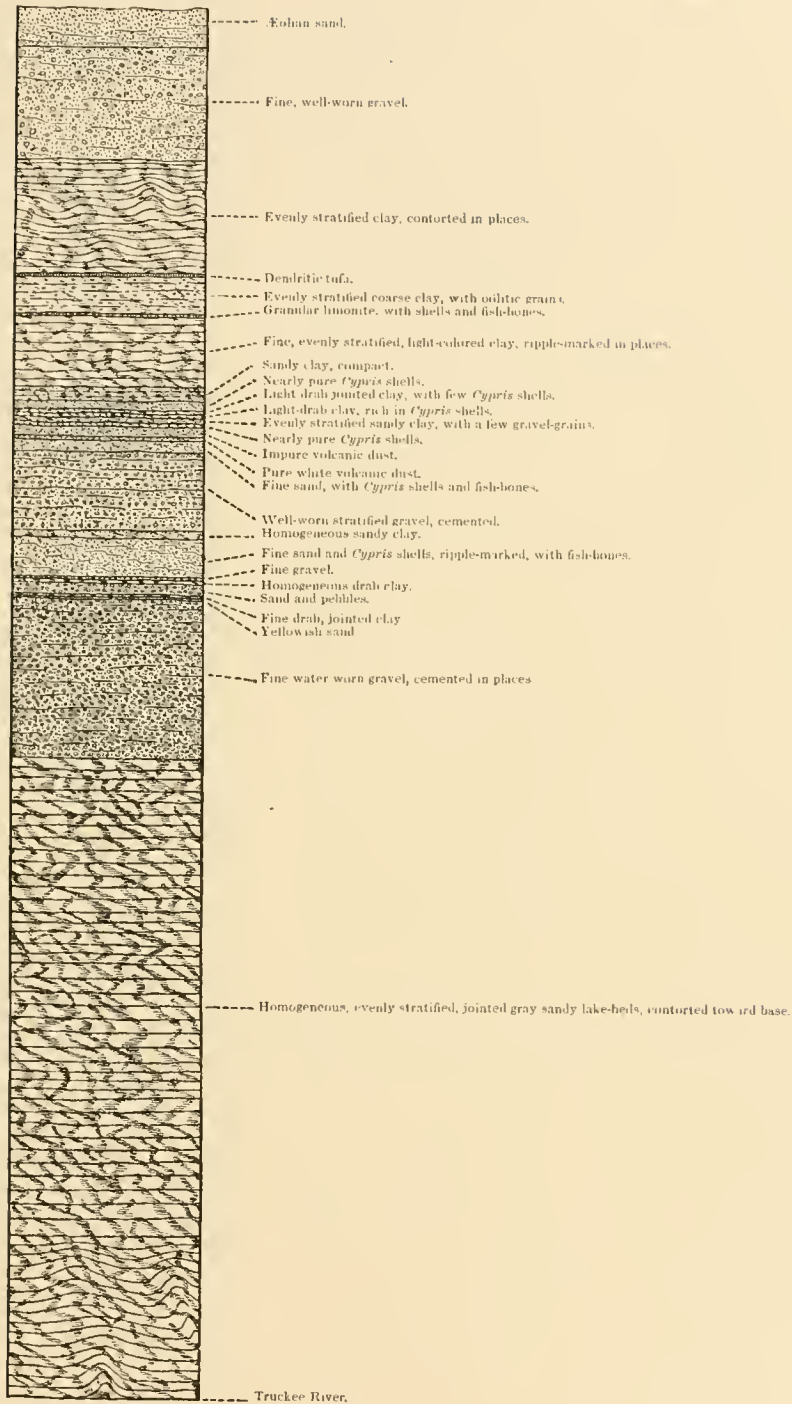 Æolian sand.
Fine, well-worn gravel.
Evenly stratified clay, contorted in places.
Dendritic tufa.
Evenly stratified coarse clay, with oölitic grains.
Granular limonite, with shells and fish-bones.
Fine, evenly stratified, light-colored clay, ripple-marked in places.
Sandy clay, compact.
Nearly pure Cypris shells.
Light drab jointed clay, with few Cypris shells.
Light-drab clay, rich in Cypris shells.
Evenly stratified sandy clay, with a few gravel-grains.
Nearly pure Cypris shells.
Impure volcanic dust.
Pure white volcanic dust.
Fine sand, with Cypris shells and fish-bones.
Well-worn stratified gravel, cemented.
Homogeneous sandy clay.
Fine sand and Cypris shells, ripple-marked, with fish-bones.
Fine gravel.
Homogeneous drab clay.
Sand and pebbles.
Fine drab, jointed clay
Yellowish sand
Fine water worn gravel, cemented in places
Homogeneous, evenly stratified, jointed gray sandy lake-beds, contorted toward base.
Truckee River.